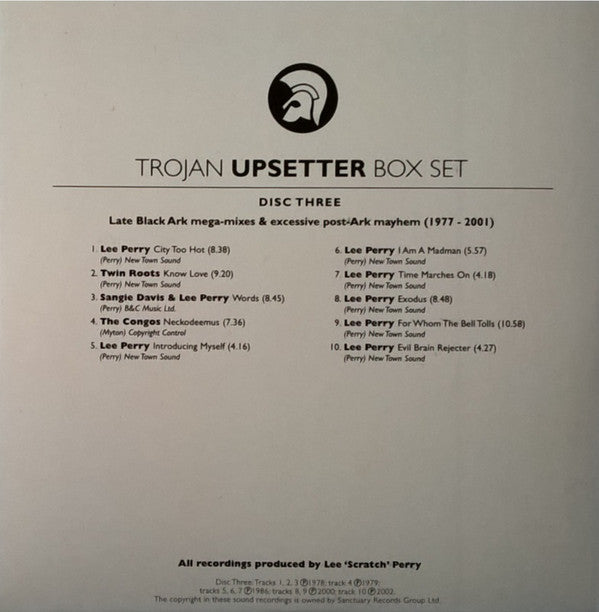 TROJAN UPSETTER BOX SET
DISC THREE
Late Black Ark mega-mixes & excessive post-Ark mayhem (1977 - 2001)
1. Lee Perry City Too Hot (8.38)
(Perry) New Town Sound
2. Twin Roots Know Love (9.20)
(Perry) New Town Sound
3. Sangie Davis & Lee Perry Words (8.45)
(Perry) B&C Music Ltd.
4. The Congos Neckodeemus (7.36)
(Myton) Copyright Control
5. Lee Perry Introducing Myself (4.16)
(Perry) New Town Sound
6. Lee Perry I Am A Madman (5.57)
(Perry) New Town Sound
7. Lee Perry Time Marches On (4.18)
(Perry) New Town Sound
8. Lee Perry Exodus (8.48)
(Perry) New Town Sound
9. Lee Perry For Whom The Bell Tolls (10.58)
(Perry) New Town Sound
10. Lee Perry Evil Brain Rejecter (4.27)
(Perry) New Town Sound
All recordings produced by Lee 'Scratch' Perry
Disc Three: Tracks 1, 2, 3 ℗1978; track 4 ℗1979;
tracks 5, 6, 7 ℗1986; tracks 8, 9 ℗2000; track 10 ℗2002.
The copyright in these sound recordings is owned by Sanctuary Records Group Ltd.